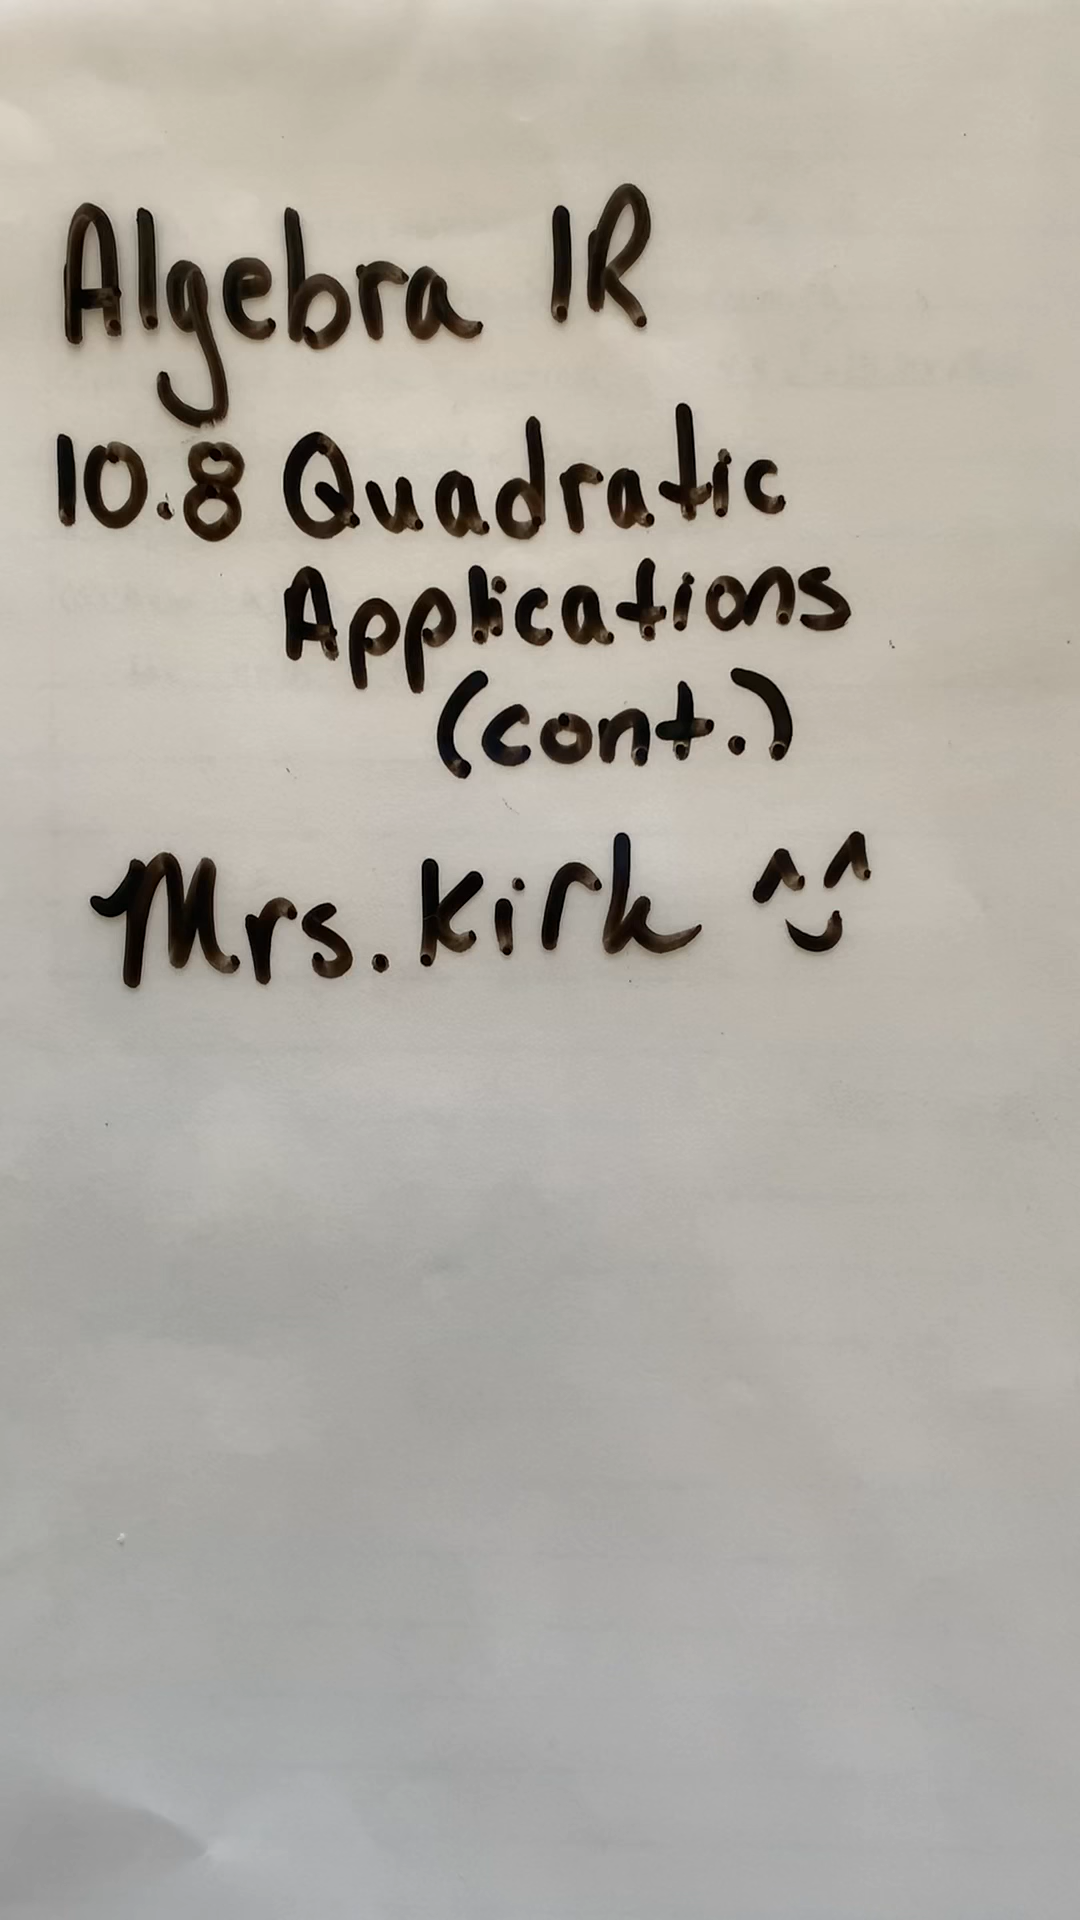 Algebra 1R
10.8 Quadratic
Applications
(cont.)
Mrs. Kirk ^^